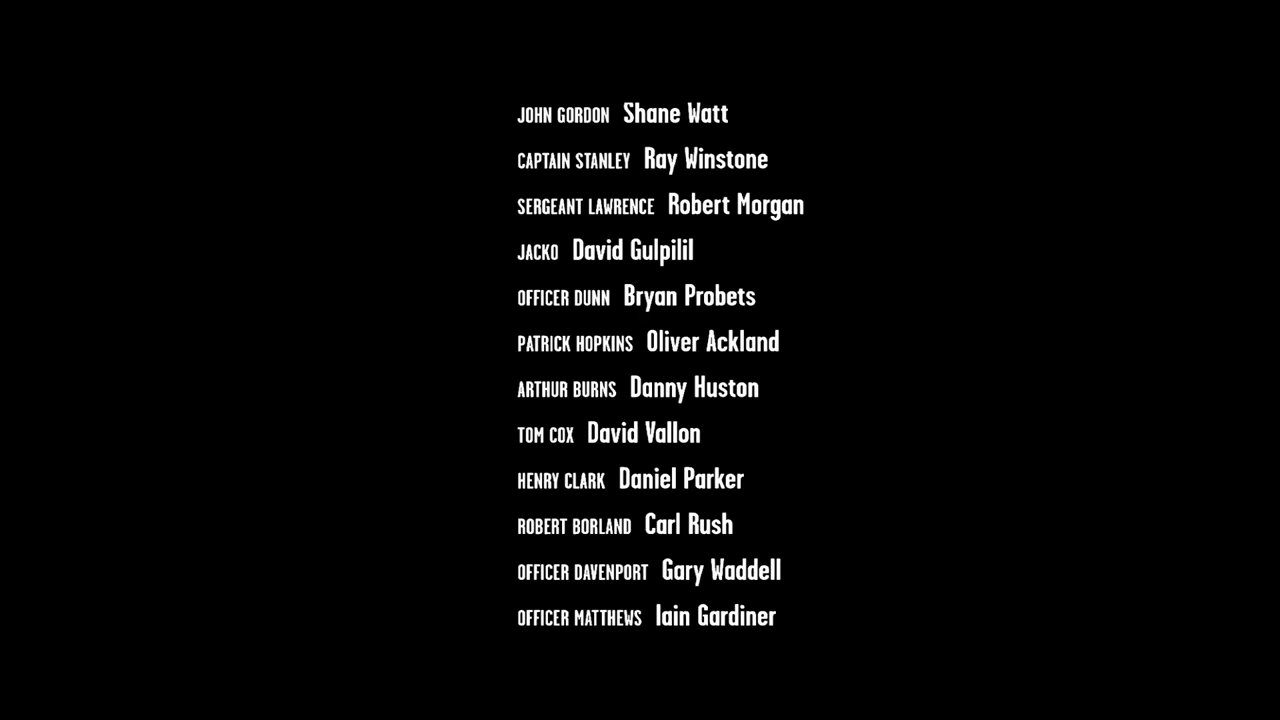 JOHN GORDON Shane Watt
CAPTAIN STANLEY Ray Winstone
SERGEANT LAWRENCE Robert Morgan
JACKO David Gulpilil
OFFICER DUNN Bryan Probets
PATRICK HOPKINS Oliver Ackland
ARTHUR BURNS Danny Huston
TOM COX David Vallon
HENRY CLARK Daniel Parker
ROBERT BORLAND Carl Rush
OFFICER DAVENPORT Gary Waddell
OFFICER MATTHEWS Iain Gardiner